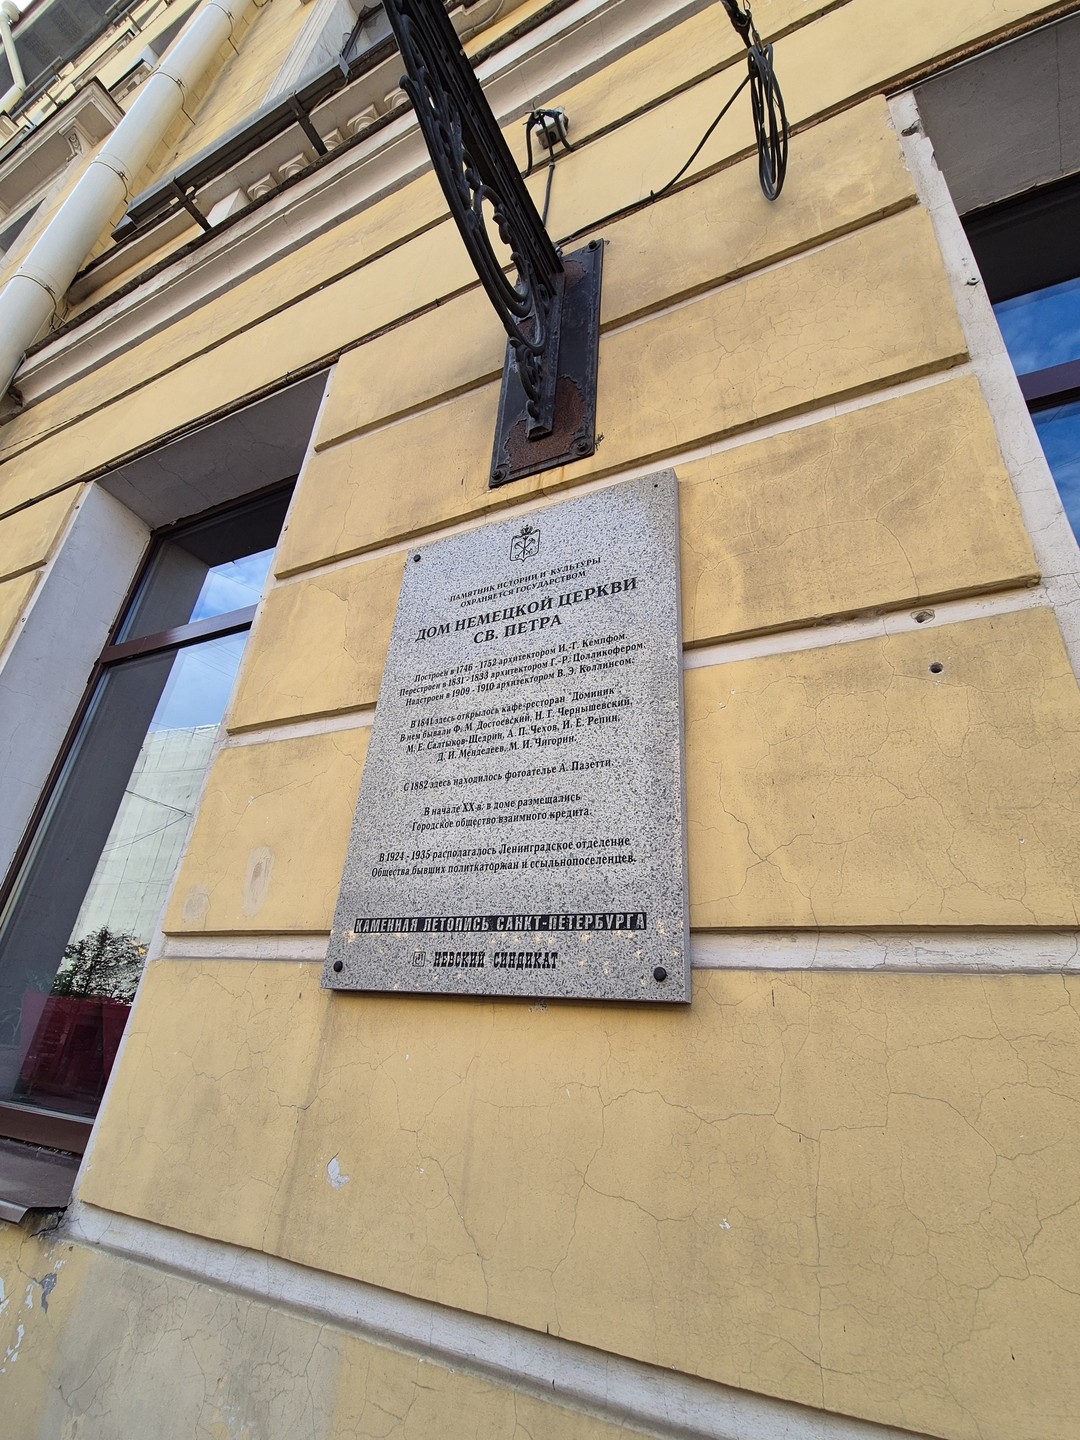 ПАМЯТНИК ИСТОРИИ И КУЛЬТУРЫ
ОХРАНЯЕТСЯ ГОСУДАРСТВОМ
ДОМ НЕМЕЦКОЙ ЦЕРКВИ
СВ. ПЕТРА
Построен в 1746 - 1752 архитектором И.-Г. Кемпфом.
Перестроен в 1831 - 1833 архитектором Г.-Р. Цолликофером.
Надстроен в 1909 - 1910 архитектором В. Э. Коллинсом.
В 1841 здесь открылось кафе-ресторан "Доминик".
В нем бывали Ф. М. Достоевский, Н. Г. Чернышевский,
М. Е. Салтыков-Щедрин, А. П. Чехов, И. Е. Репин,
Д. И. Менделеев, М. И. Чигорин.
С 1882 здесь находилось фотоателье А. Пазетти.
В начале XX в. в доме размещались
Городское общество взаимного кредита.
В 1924 - 1935 располагалось Ленинградское отделение
Общества бывших политкаторжан и ссыльнопоселенцев.
КАМЕННАЯ ЛЕТОПИСЬ САНКТ-ПЕТЕРБУРГА
НЕВСКИЙ СИНДИКАТ